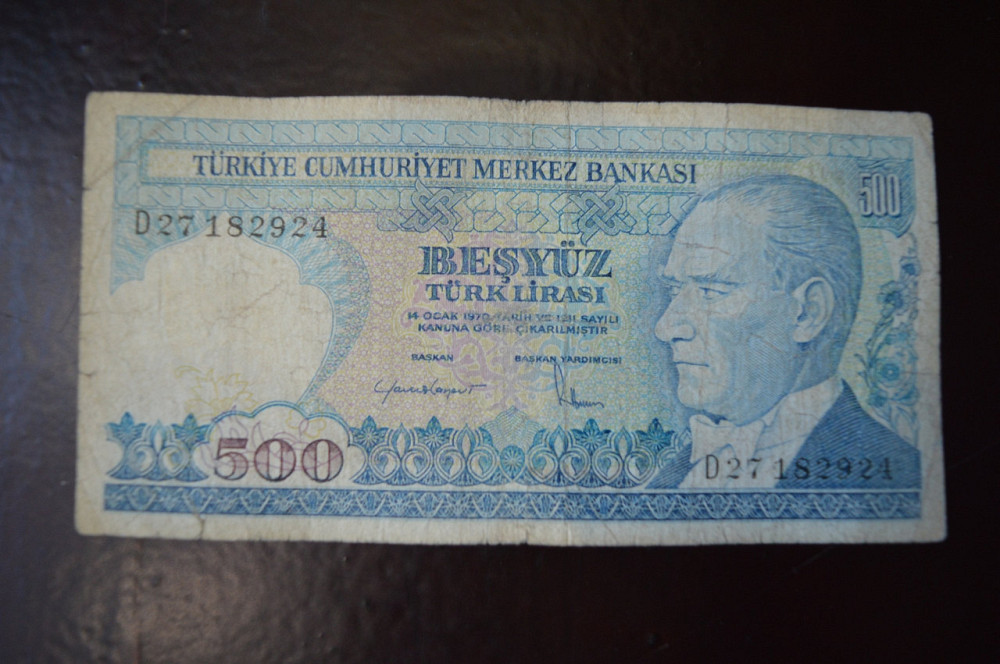 TÜRKİYE CUMHURİYET MERKEZ BANKASI
500
D27 182924
BEŞYÜZ
TÜRK LİRASI
14 OCAK 1970 TARİH VE 1211 SAYILI
KANUNA GÖRE ÇIKARILMIŞTIR
BAŞKAN BAŞKAN YARDIMCISI
500
D27 182924